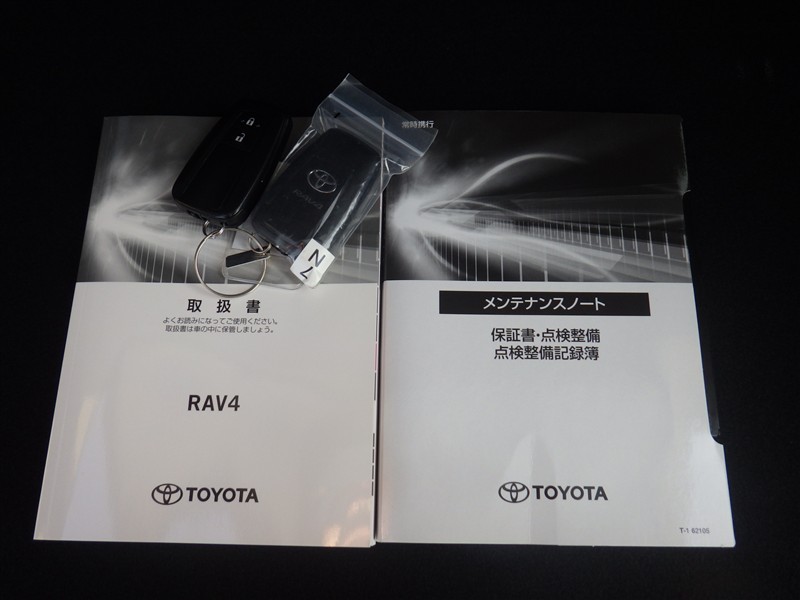 取扱書
よくお読みになってご使用ください。
取扱書は車の中に保管しましょう。
RAV4
TOYOTA
N
常時携行
メンテナンスノート
保証書・点検整備
点検整備記録簿
TOYOTA
T-1 62105